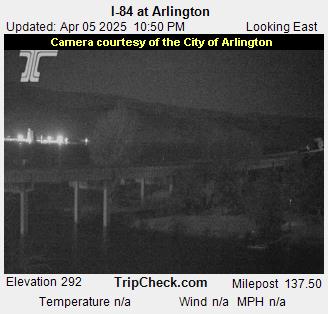 I-84 at Arlington
Updated: Apr 05 2025 10:50 PM Looking East
Camera courtesy of the City of Arlington
Elevation 292 TripCheck.com Milepost 137.50
Temperature n/a Wind n/a MPH n/a